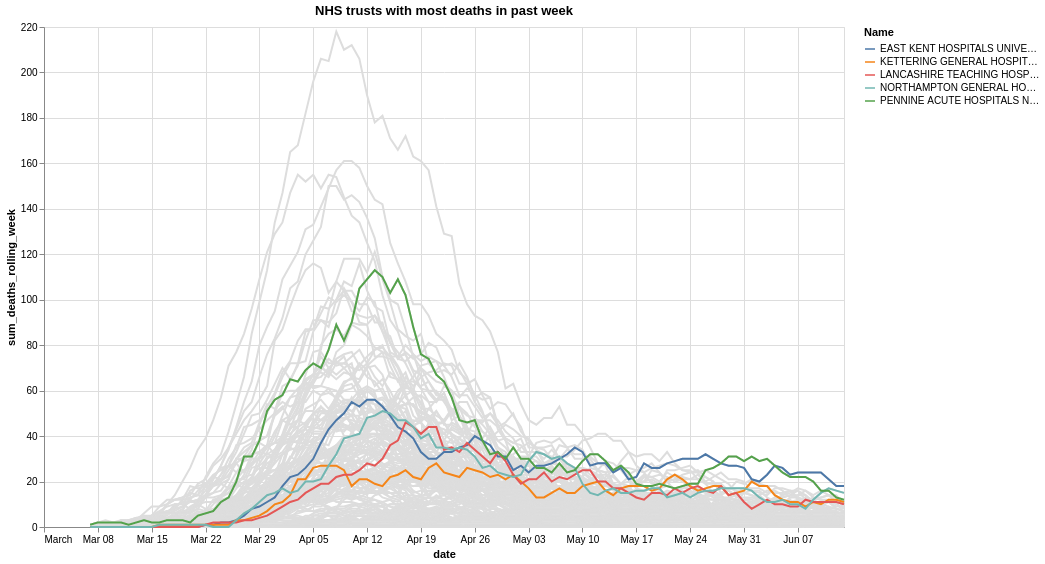 NHS trusts with most deaths in past week
220
200
180
160
140
120
100
80
60
40
20
0
sum_deaths_rolling_week
March
Mar 08
Mar 15
Mar 22
Mar 29
Apr 05
Apr 12
Apr 19
Apr 26
May 03
May 10
May 17
May 24
May 31
Jun 07
date
Name
EAST KENT HOSPITALS UNIVE…
KETTERING GENERAL HOSPIT…
LANCASHIRE TEACHING HOSP…
NORTHAMPTON GENERAL HO…
PENNINE ACUTE HOSPITALS N…